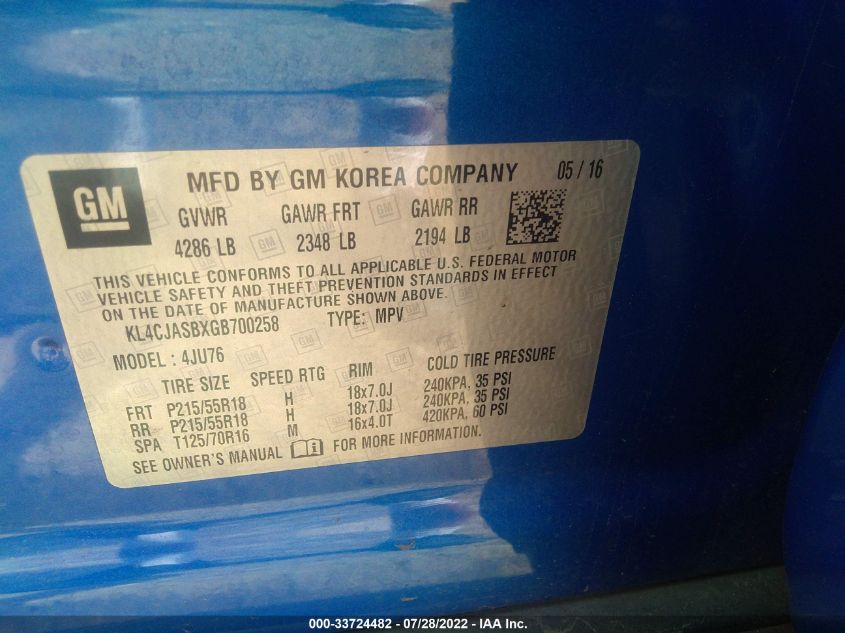 GM
MFD BY GM KOREA COMPANY 05 / 16
GVWR GAWR FRT GAWR RR
4286 LB 2348 LB 2194 LB
THIS VEHICLE CONFORMS TO ALL APPLICABLE U.S. FEDERAL MOTOR
VEHICLE SAFETY AND THEFT PREVENTION STANDARDS IN EFFECT
ON THE DATE OF MANUFACTURE SHOWN ABOVE.
KL4CJASBXGB700258 TYPE: MPV
MODEL : 4JU76
TIRE SIZE SPEED RTG RIM COLD TIRE PRESSURE
FRT P215/55R18 H 18x7.0J 240KPA, 35 PSI
RR P215/55R18 H 18x7.0J 240KPA, 35 PSI
SPA T125/70R16 M 16x4.0T 420KPA, 60 PSI
SEE OWNER'S MANUAL i FOR MORE INFORMATION.
000-33724482 - 07/28/2022 - IAA Inc.